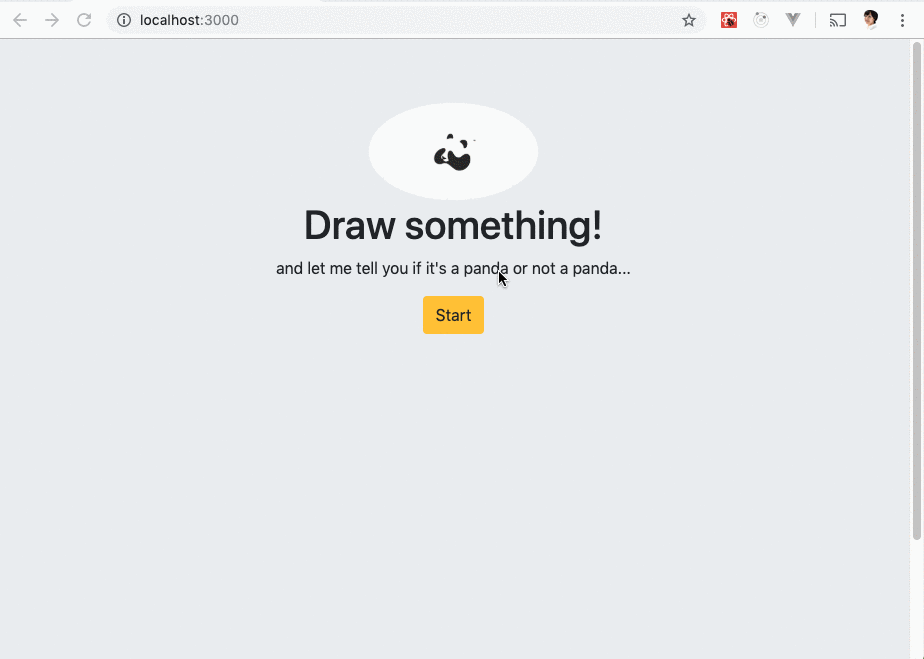 localhost:3000
Draw something!
and let me tell you if it's a panda or not a panda...
Start